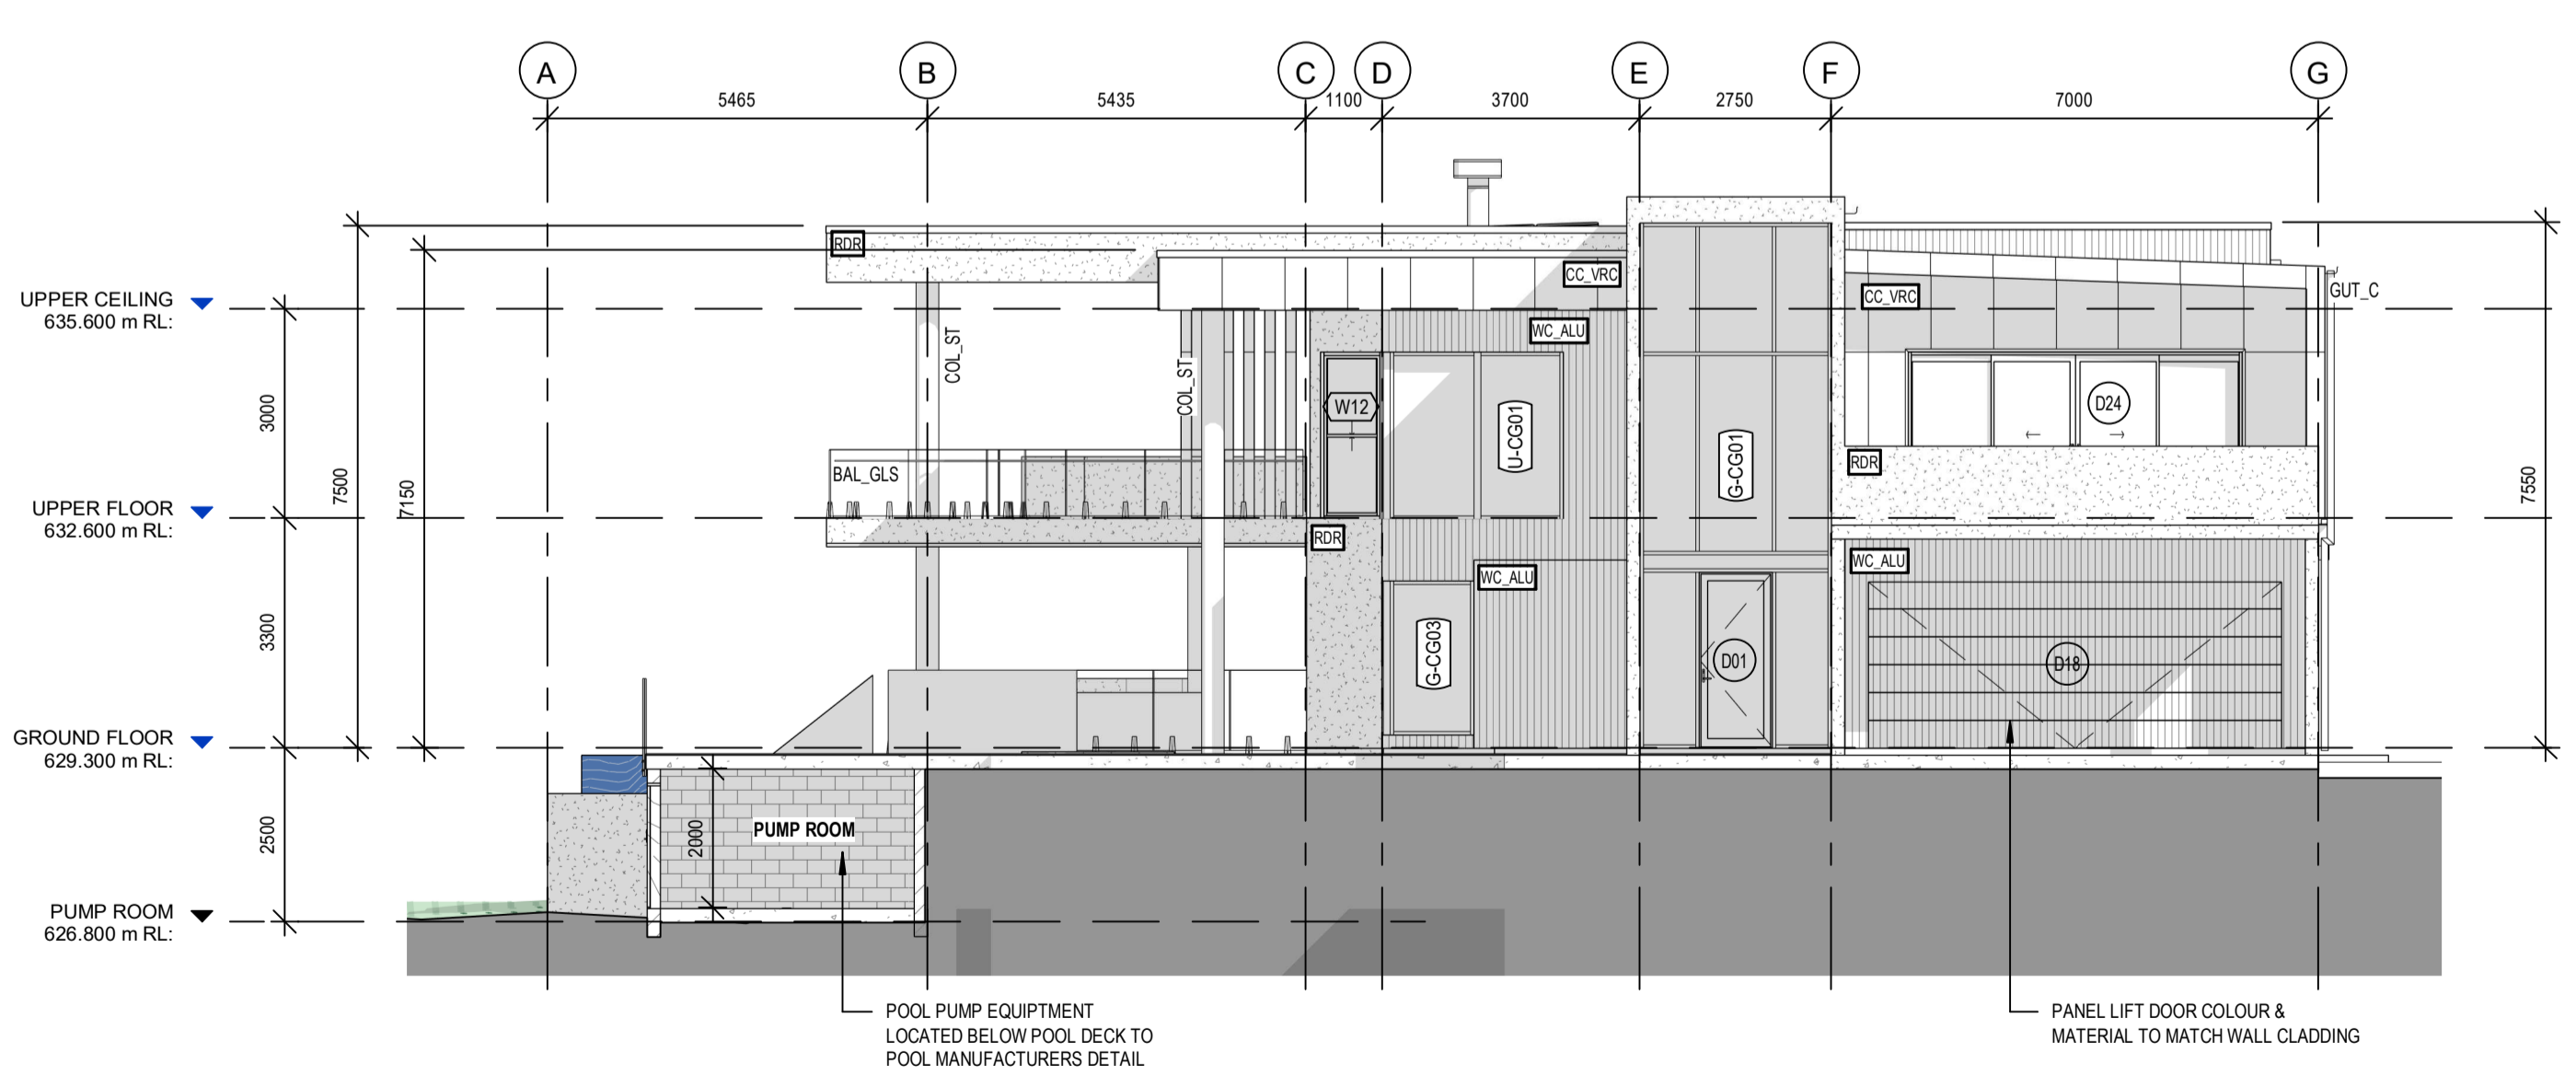 A B C D E F G
5465 5435 1100 3700 2750 7000
RDR
CC_VRC
CC_VRC
GUT_C
UPPER CEILING
635.600 m RL:
WC_ALU
COL_ST
COL_ST
3000
W12
U-CG01
G-CG01
D24
BAL_GLS
RDR
7500
7150
7550
UPPER FLOOR
632.600 m RL:
RDR
WC_ALU
WC_ALU
3300
G-CG03
D01
D18
GROUND FLOOR
629.300 m RL:
2500
2000
PUMP ROOM
PUMP ROOM
626.800 m RL:
POOL PUMP EQUIPTMENT
LOCATED BELOW POOL DECK TO
POOL MANUFACTURERS DETAIL
PANEL LIFT DOOR COLOUR &
MATERIAL TO MATCH WALL CLADDING